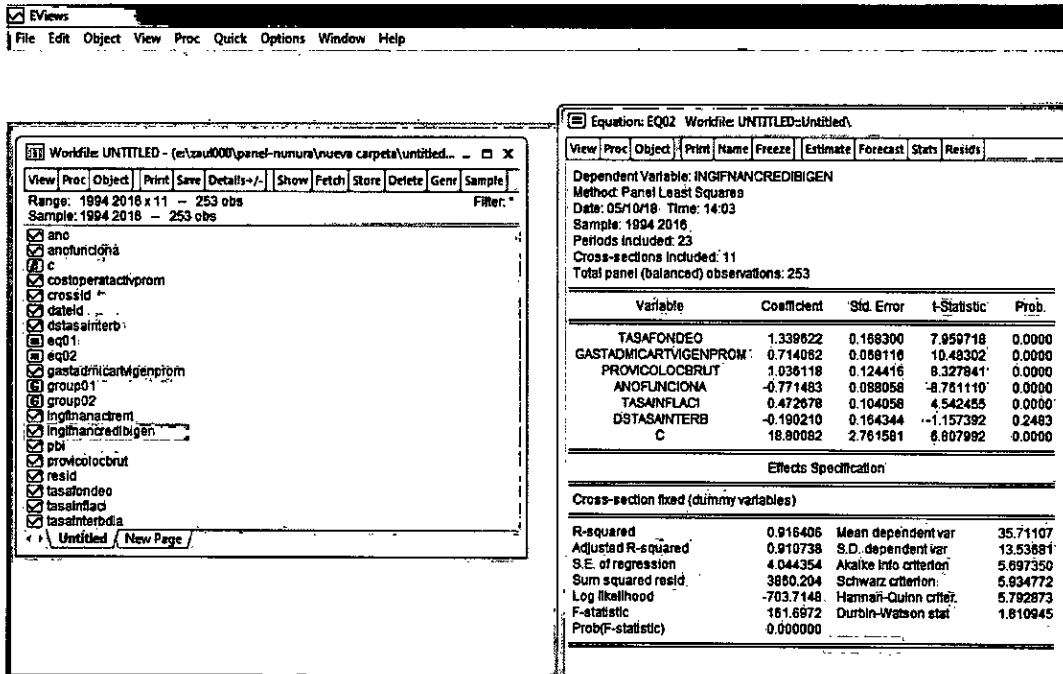 EViews
File Edit Object View Proc Quick Options Window Help
Workfile: UNTITLED - (e:\zaul000\panel-nunura\nueva carpeta\untitled...
View Proc Object Print Save Details+/- Show Fetch Store Delete Genr Sample
Range: 1994 2016 x 11 — 253 obs Filter: *
Sample: 1994 2016 — 253 obs
ano
anofunciona
c
costoperatactivprom
crossid
dateid
dstasainterb
eq01
eq02
gastadmicartvigenprom
group01
group02
ingfinanactrent
ingifnancredibigen
pbi
provicolocbrut
resid
tasafondeo
tasainflaci
tasainterbdia
Untitled New Page
Equation: EQ02 Workfile: UNTITLED::Untitled\
View Proc Object Print Name Freeze Estimate Forecast Stats Resids
Dependent Variable: INGIFNANCREDIBIGEN
Method: Panel Least Squares
Date: 05/10/18 Time: 14:03
Sample: 1994 2016
Periods included: 23
Cross-sections included: 11
Total panel (balanced) observations: 253
Variable Coefficient Std. Error t-Statistic Prob.
TASAFONDEO 1.339622 0.168300 7.959718 0.0000
GASTADMICARTVIGENPROM 0.714062 0.068116 10.48302 0.0000
PROVICOLOCBRUT 1.036118 0.124416 8.327841 0.0000
ANOFUNCIONA -0.771483 0.088058 -8.761110 0.0000
TASAINFLACI 0.472678 0.104058 4.542455 0.0000
DSTASAINTERB -0.190210 0.164344 -1.157392 0.2483
C 18.80082 2.761581 6.807992 0.0000
Effects Specification
Cross-section fixed (dummy variables)
R-squared 0.916406 Mean dependent var 35.71107
Adjusted R-squared 0.910738 S.D. dependent var 13.53681
S.E. of regression 4.044354 Akaike info criterion 5.697350
Sum squared resid 3860.204 Schwarz criterion 5.934772
Log likelihood -703.7148 Hannan-Quinn criter. 5.792873
F-statistic 161.6972 Durbin-Watson stat 1.810945
Prob(F-statistic) 0.000000